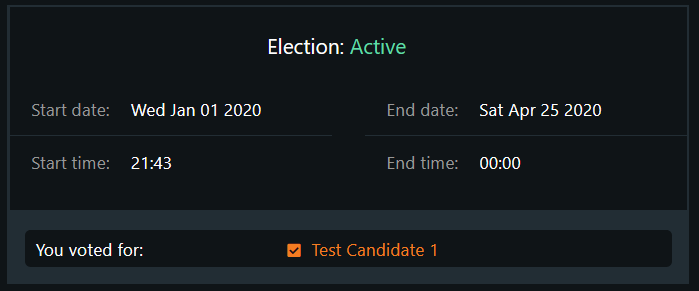 Election: Active
Start date: Wed Jan 01 2020 End date: Sat Apr 25 2020
Start time: 21:43 End time: 00:00
You voted for: Test Candidate 1